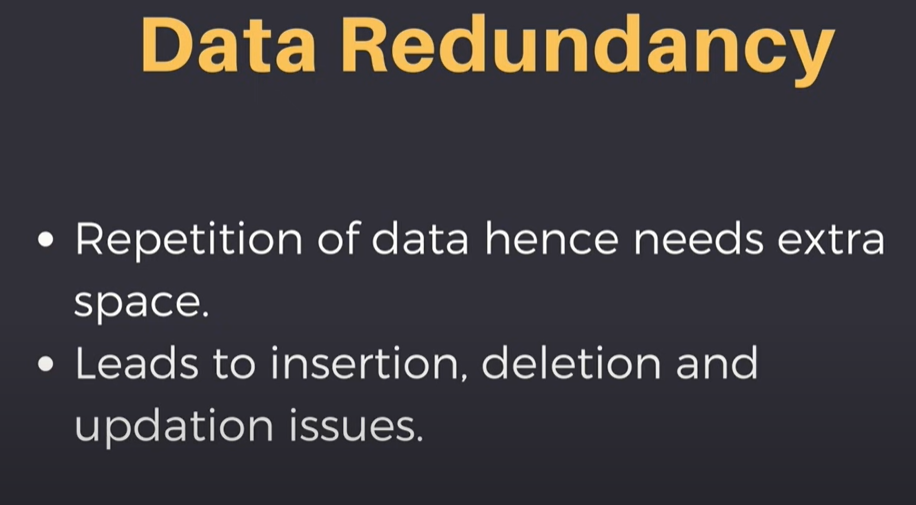 Data Redundancy
• Repetition of data hence needs extra
space.
• Leads to insertion, deletion and
updation issues.